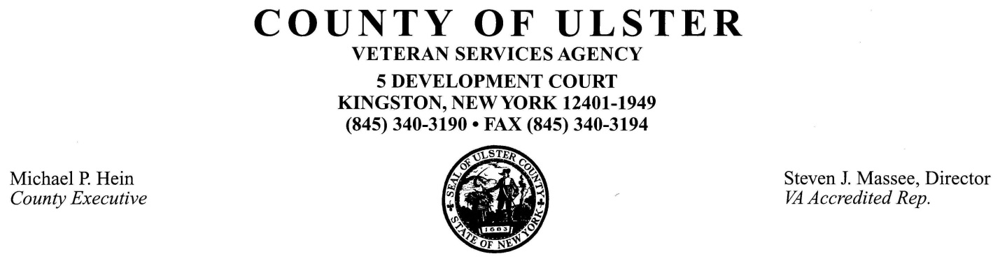 COUNTY OF ULSTER
VETERAN SERVICES AGENCY
5 DEVELOPMENT COURT
KINGSTON, NEW YORK 12401-1949
(845) 340-3190 • FAX (845) 340-3194
Michael P. Hein
County Executive
SEAL OF ULSTER COUNTY
STATE OF NEW YORK
1683
Steven J. Massee, Director
VA Accredited Rep.